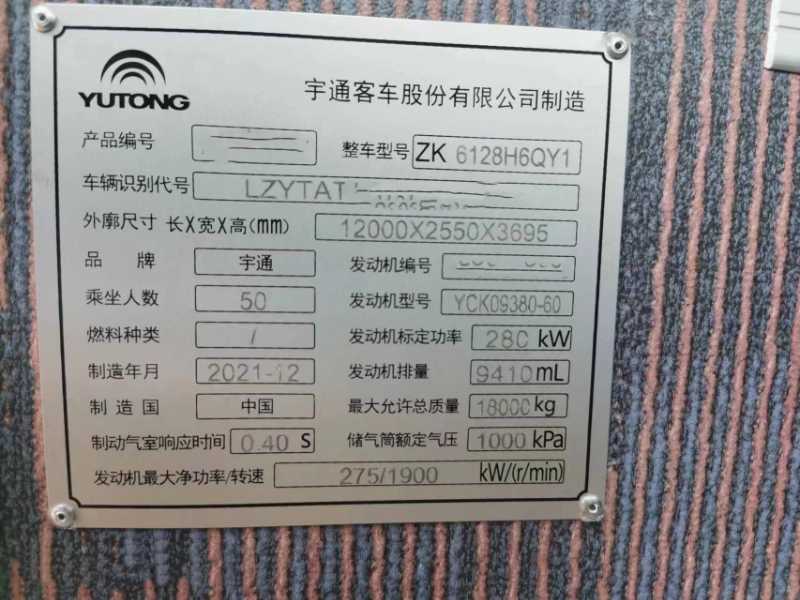 YUTONG
宇通客车股份有限公司制造
产品编号 整车型号 ZK 6128H6QY1
车辆识别代号 LZYTAT
外廓尺寸 长X宽X高(mm) 12000X2550X3695
品 牌 宇通 发动机编号
乘坐人数 50 发动机型号 YCK09380-60
燃料种类 / 发动机标定功率 280 kW
制造年月 2021-12 发动机排量 9410 mL
制 造 国 中国 最大允许总质量 18000 kg
制动气室响应时间 0.40 S 储气筒额定气压 1000 kPa
发动机最大净功率/转速 275/1900 kW/(r/min)